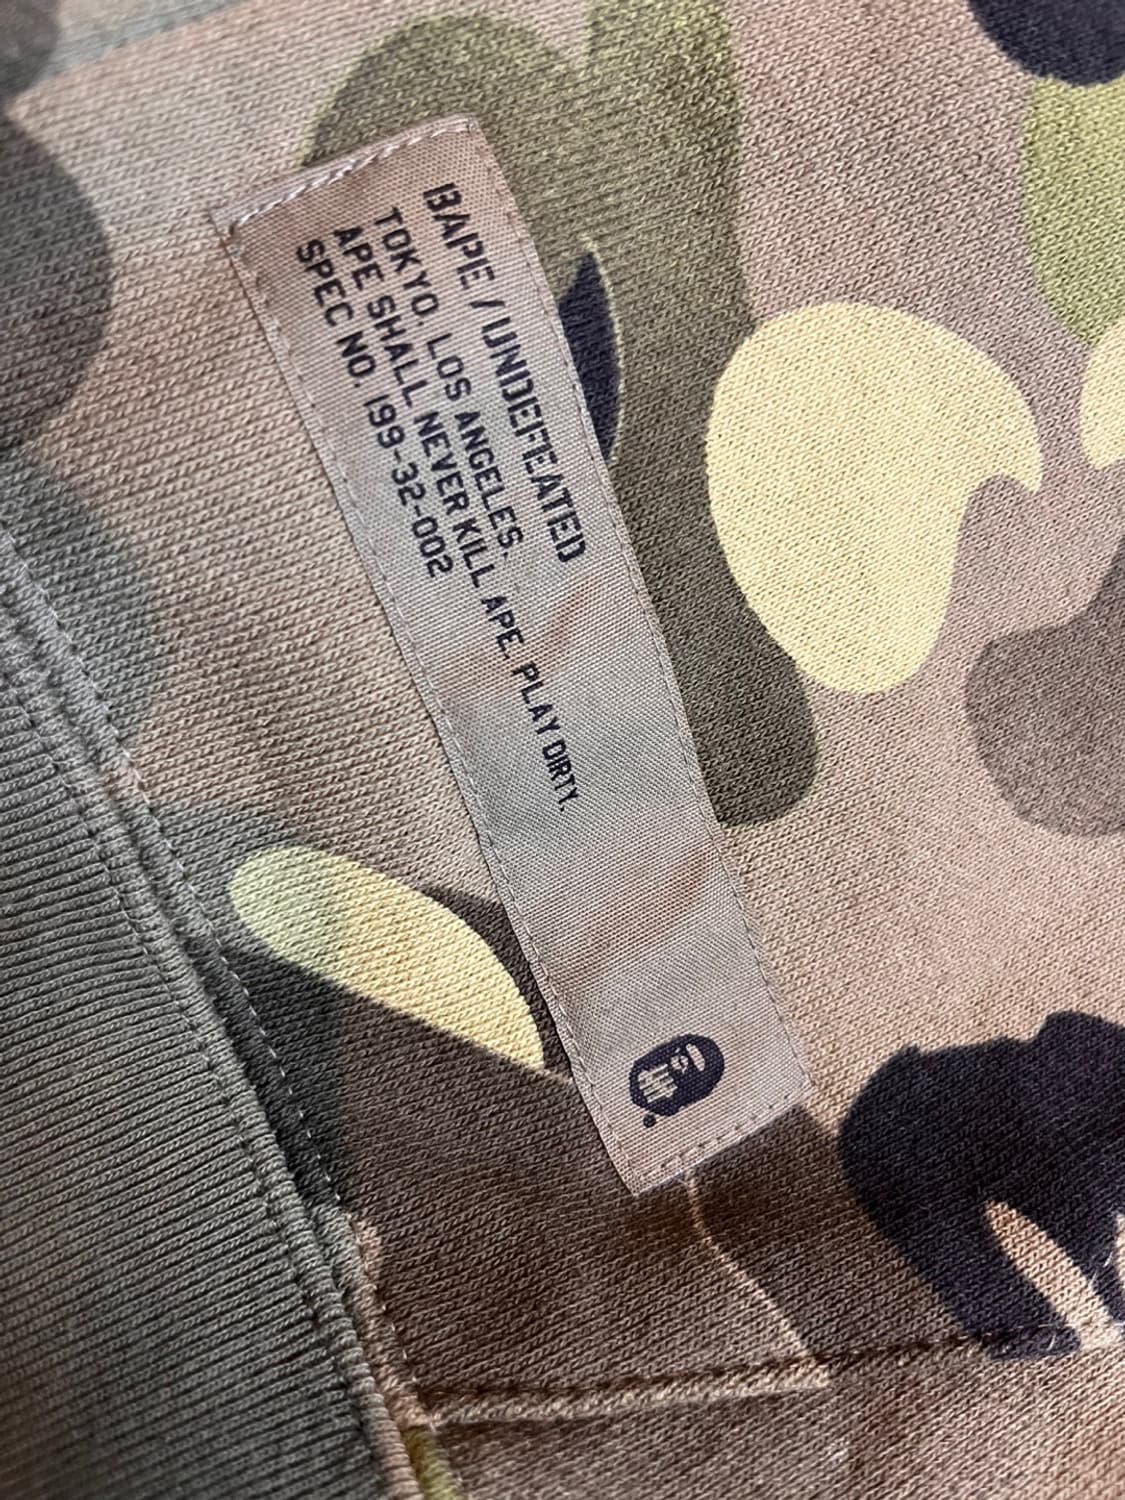 BAPE / UNDEFEATED
TOKYO. LOS ANGELES.
APE SHALL NEVER KILL APE. PLAY DIRTY.
SPEC NO. 199-32-002